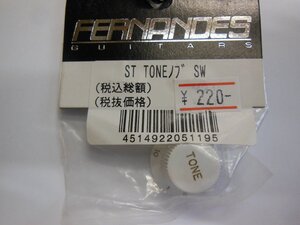 FERNANDES
GUITARS
ST TONEﾉﾌﾞ SW
(税込総額)
(税抜価格)
¥ 220-
4514922051195
TONE
10